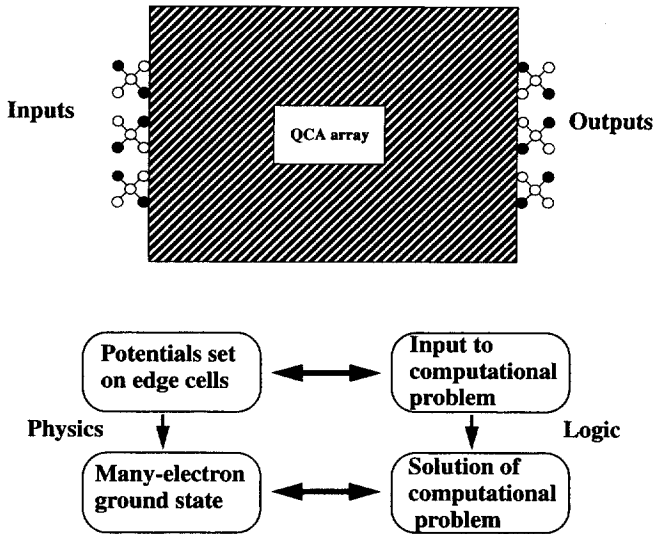 Inputs
QCA array
Outputs
Potentials set
on edge cells
Input to
computational
problem
Physics
Logic
Many-electron
ground state
Solution of
computational
problem